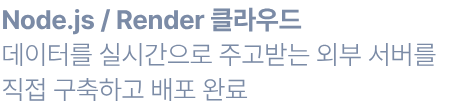 Node.js / Render 클라우드
데이터를 실시간으로 주고받는 외부 서버를
직접 구축하고 배포 완료